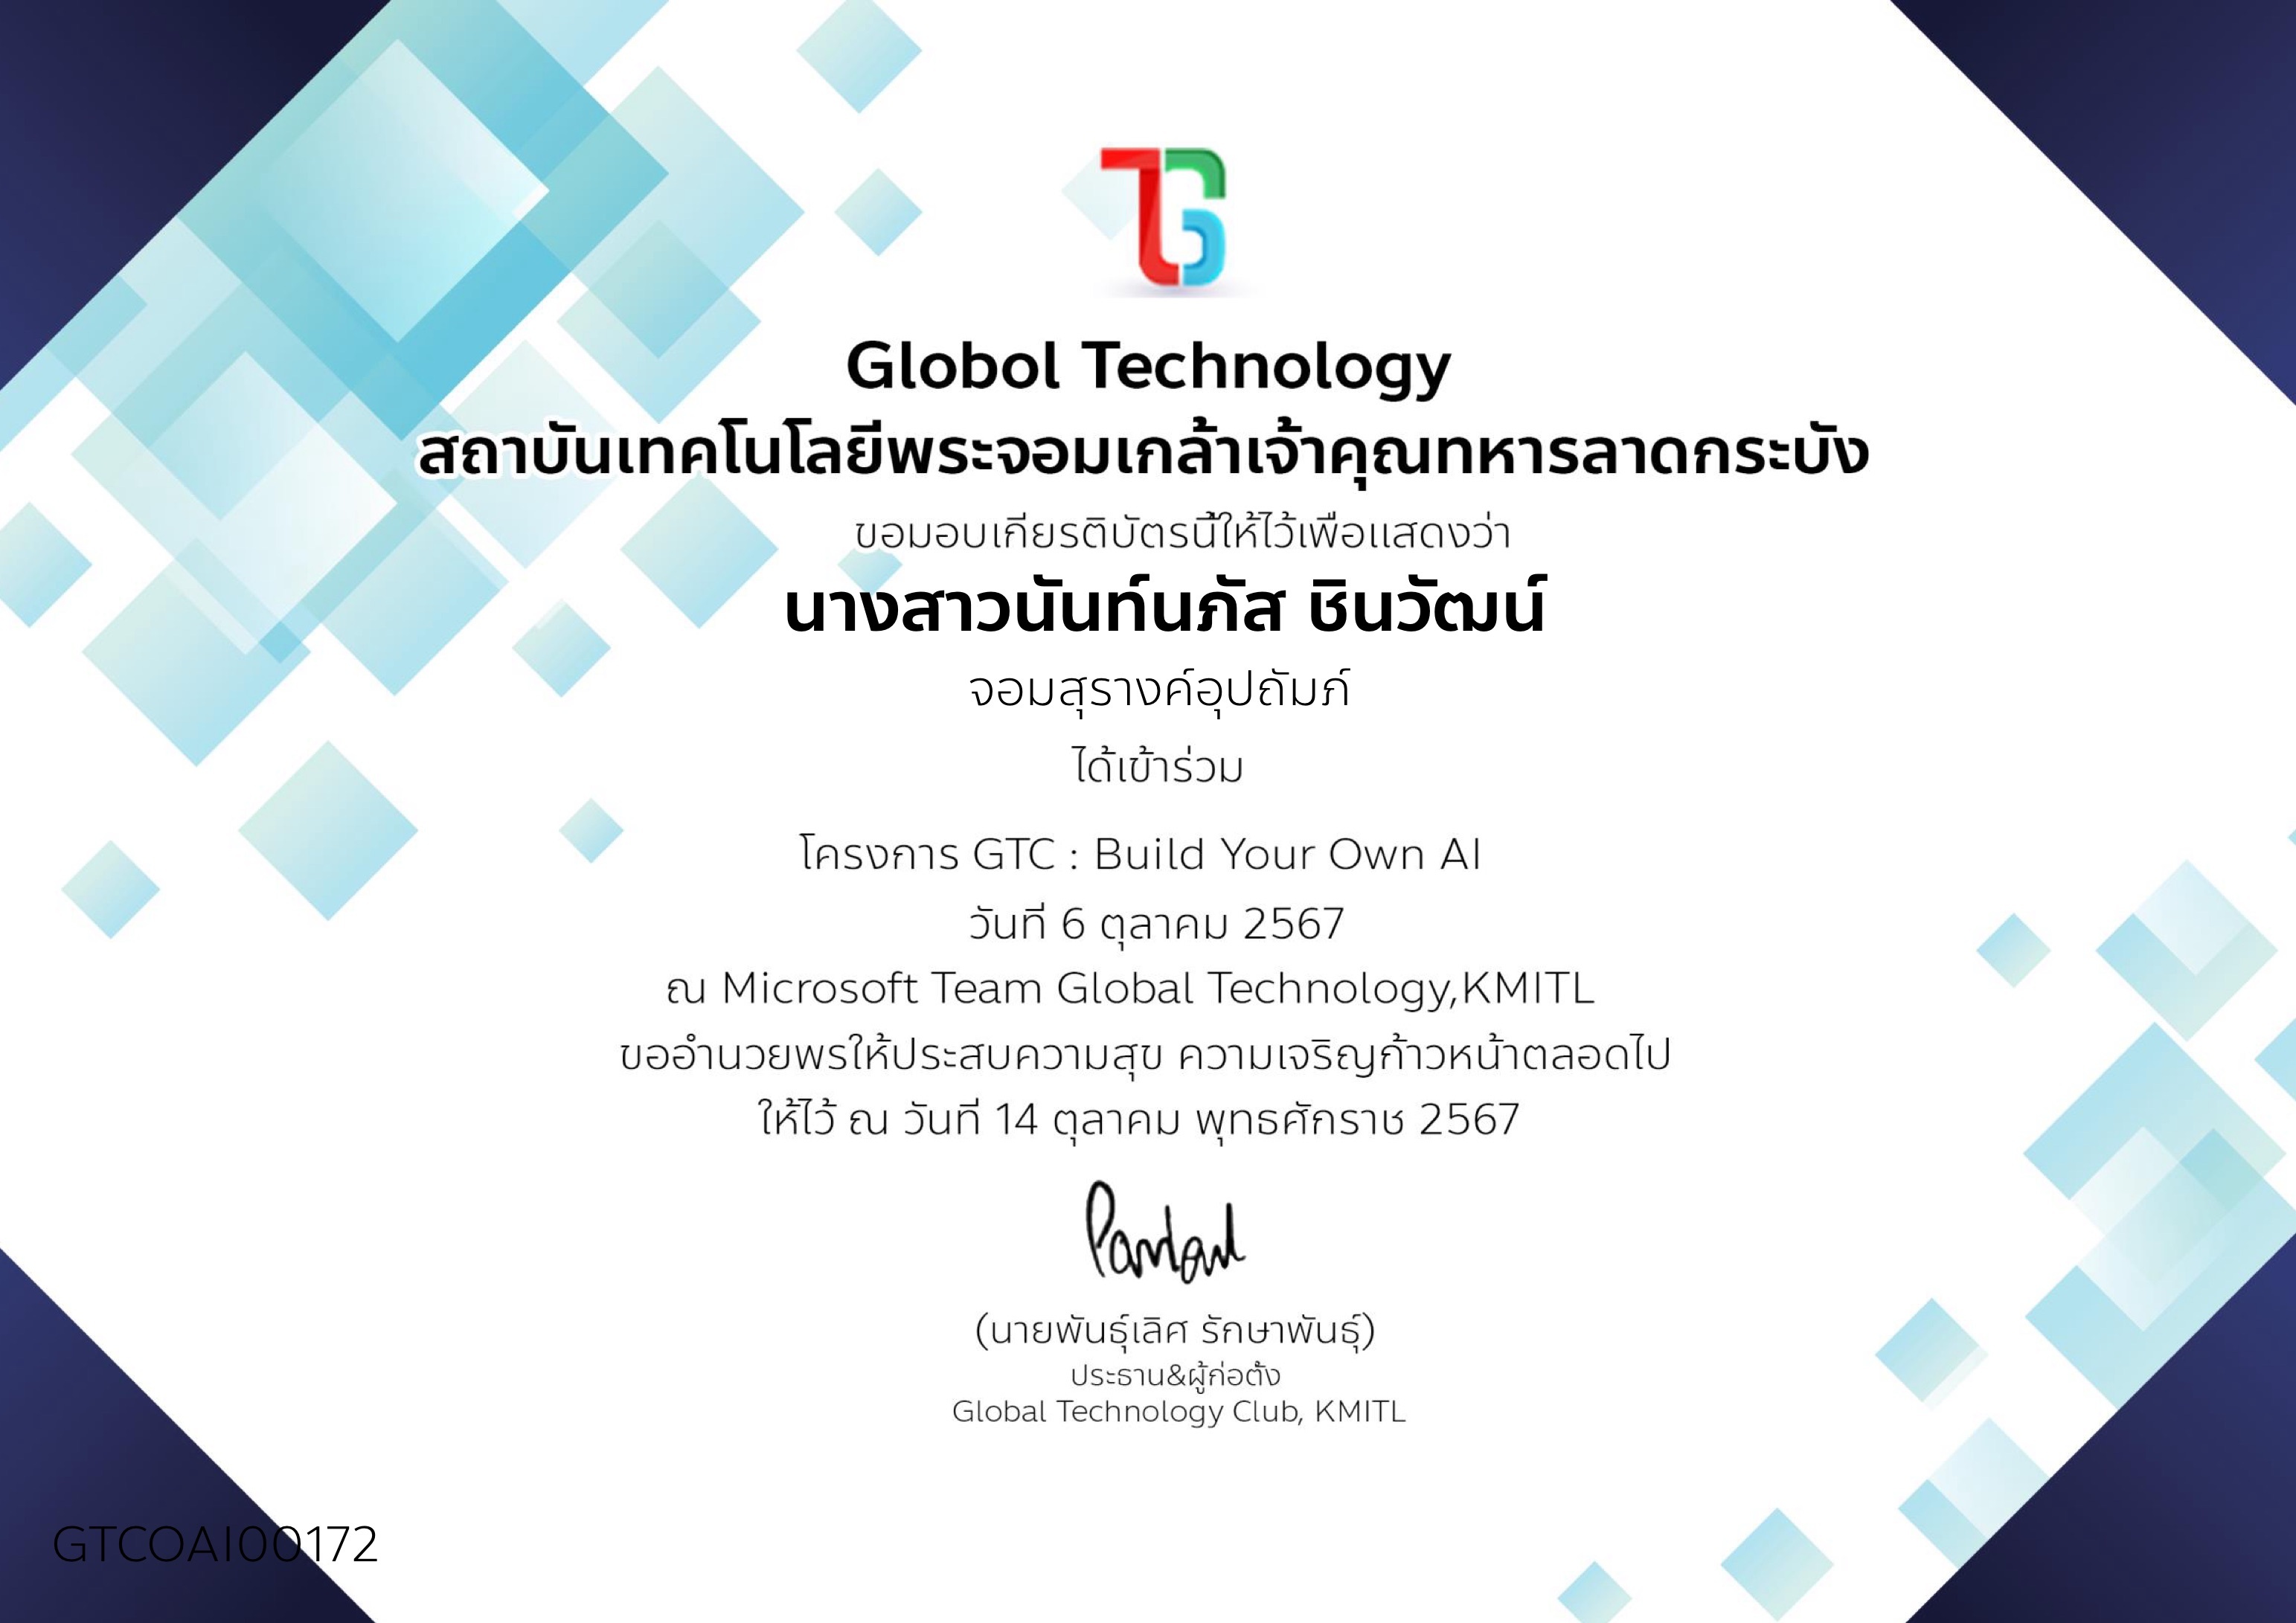 Globol Technology
สถาบันเทคโนโลยีพระจอมเกล้าเจ้าคุณทหารลาดกระบัง
ขอมอบเกียรติบัตรนี้ให้ไว้เพื่อแสดงว่า
นางสาวนันท์นภัส ชินวัฒน์
จอมสุรางค์อุปถัมภ์
ได้เข้าร่วม
โครงการ GTC : Build Your Own AI
วันที่ 6 ตุลาคม 2567
ณ Microsoft Team Global Technology,KMITL
ขออำนวยพรให้ประสบความสุข ความเจริญก้าวหน้าตลอดไป
ให้ไว้ ณ วันที่ 14 ตุลาคม พุทธศักราช 2567
(นายพันธุ์เลิศ รักษาพันธุ์)
ประธาน&ผู้ก่อตั้ง
Global Technology Club, KMITL
GTCOAI00172